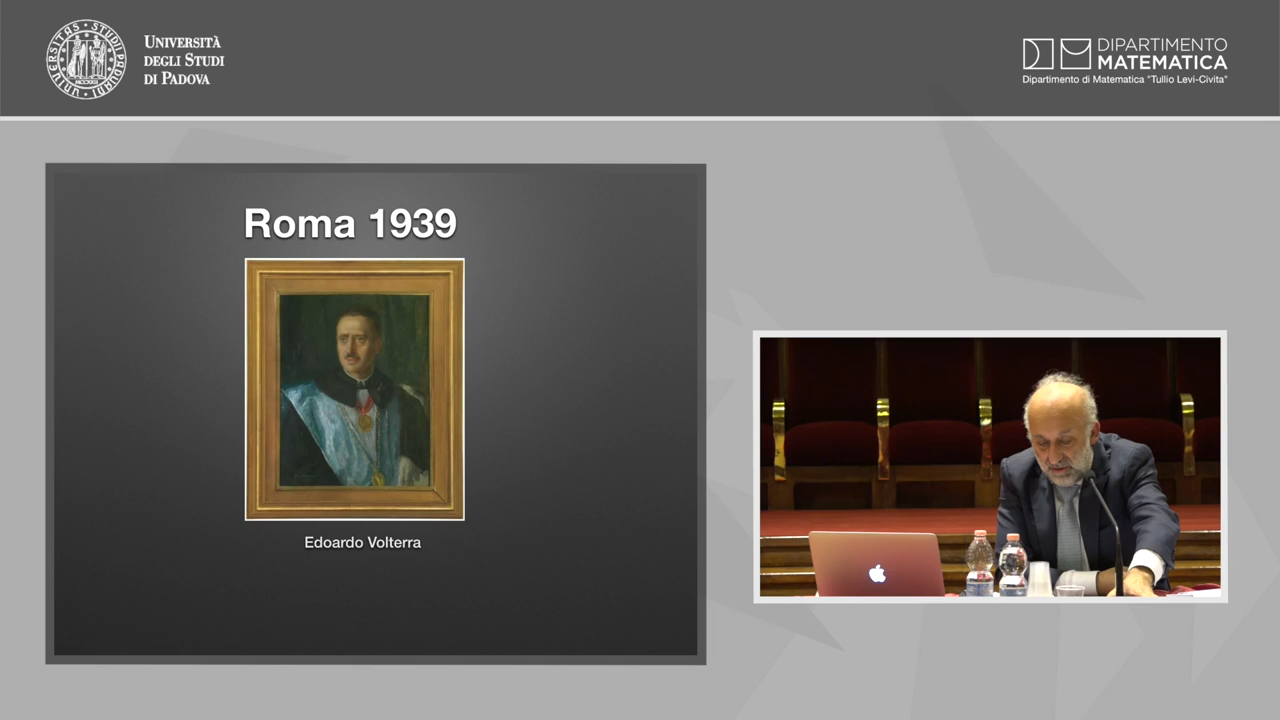 UNIVERSITÀ
DEGLI STUDI
DI PADOVA
DIPARTIMENTO
MATEMATICA
Dipartimento di Matematica "Tullio Levi-Civita"
Roma 1939
Edoardo Volterra